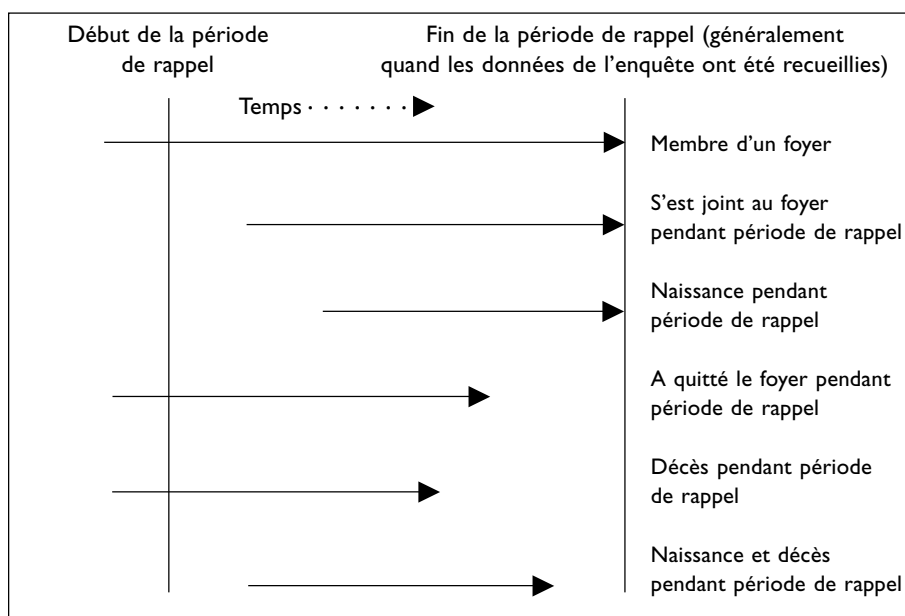 Début de la période
de rappel
Fin de la période de rappel (généralement
quand les données de l’enquête ont été recueillies)
Temps
Membre d’un foyer
S’est joint au foyer
pendant période de rappel
Naissance pendant
période de rappel
A quitté le foyer pendant
période de rappel
Décès pendant période
de rappel
Naissance et décès
pendant période de rappel